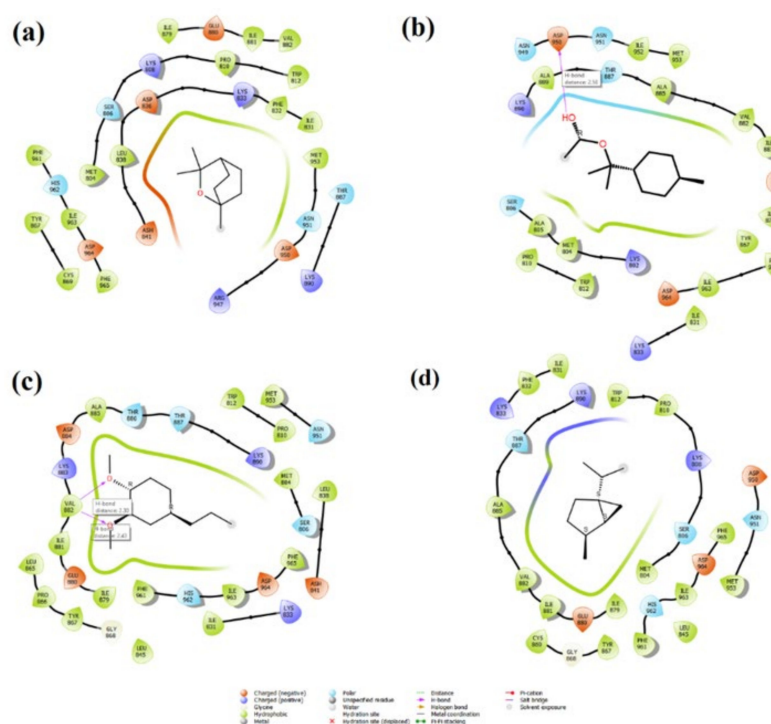 (a)
ILE 879
GLU 880
ILE 881
VAL 882
LYS 808
PRO 810
TRP 812
SER 806
ASP 836
LYS 833
PHE 832
ILE 831
PHE 961
LEU 838
MET 953
HIS 962
MET 804
THR 887
TYR 867
ILE 963
O
ASN 951
ASP 964
ASP 950
CYS 869
PHE 965
LYS 890
ARG 947
(b)
ASN 949
ASP 950
ASN 951
ILE 952
MET 953
H-bond
distance: 2.50
THR 887
ALA 885
LYS 890
VAL 882
HO
R
O
SER 806
ALA 805
MET 804
LYS 802
TYR 867
PRO 810
TRP 812
ASP 964
ILE 963
ILE 831
LYS 833
(c)
ALA 885
THR 886
THR 887
TRP 812
MET 953
ASN 951
ASP 884
PRO 810
LYS 883
LYS 890
VAL 882
O
R
H-bond
distance: 2.30
H-bond
R
MET 804
LEU 838
SER 806
ILE 881
LEU 865
GLU 880
ILE 879
PRO 866
TYR 867
GLY 868
LEU 845
PHE 961
HIS 962
ILE 963
ASP 964
PHE 965
ILE 831
LYS 833
(d)
ILE 831
PHE 832
LYS 833
LYS 890
TRP 812
PRO 810
THR 887
LYS 808
ASP 950
ALA 885
S
S
S
SER 806
PHE 965
ASN 951
ASP 964
MET 804
MET 953
VAL 882
ILE 881
GLU 880
ILE 879
HIS 962
ILE 963
CYS 869
GLY 868
TYR 867
PHE 961
LEU 845
Charged (negative)
Charged (positive)
Glycine
Hydrophobic
Metal
Polar
Unspecified residue
Water
Hydration site
Hydration site (displaced)
Distance
H-bond
Halogen bond
Metal coordination
Pi-Pi stacking
Pi-cation
Salt bridge
Solvent exposure